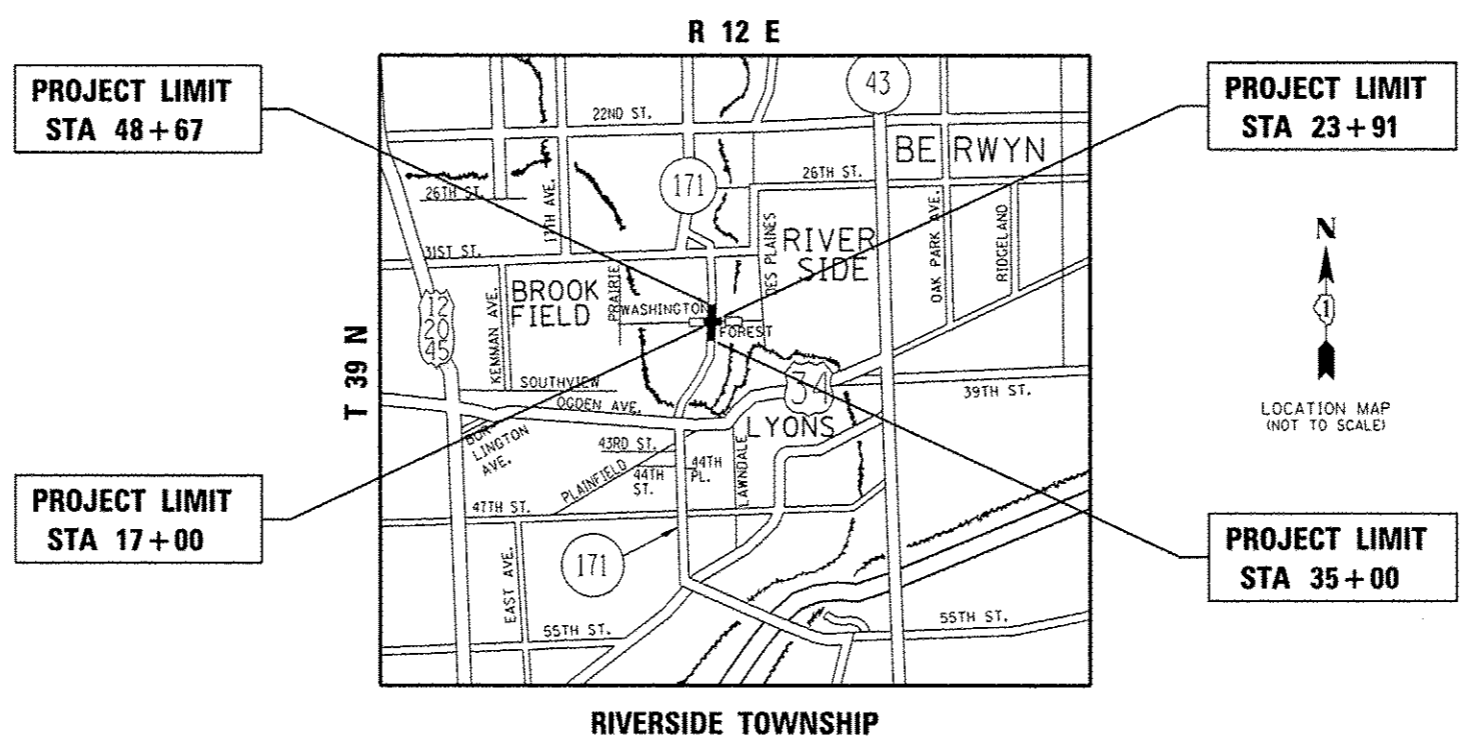 R 12 E
PROJECT LIMIT
STA 48+67
PROJECT LIMIT
STA 23+91
43
22ND ST.
BERWYN
26TH ST.
26TH ST.
171
17TH AVE.
DES PLAINES
RIVER
SIDE
OAK PARK AVE.
RIDGELAND
31ST ST.
N
12
20
45
KEMMAN AVE.
BROOK
FIELD
PRAIRIE
WASHINGTON
FOREST
1
T 39 N
34
SOUTHVIEW
OGDEN AVE.
39TH ST.
LOCATION MAP
(NOT TO SCALE)
LYONS
BUR
LINGTON
AVE.
43RD ST.
PLAINFIELD
44TH
ST.
44TH
PL.
LAWNDALE
47TH ST.
PROJECT LIMIT
STA 17+00
171
PROJECT LIMIT
STA 35+00
EAST AVE.
55TH ST.
55TH ST.
RIVERSIDE TOWNSHIP